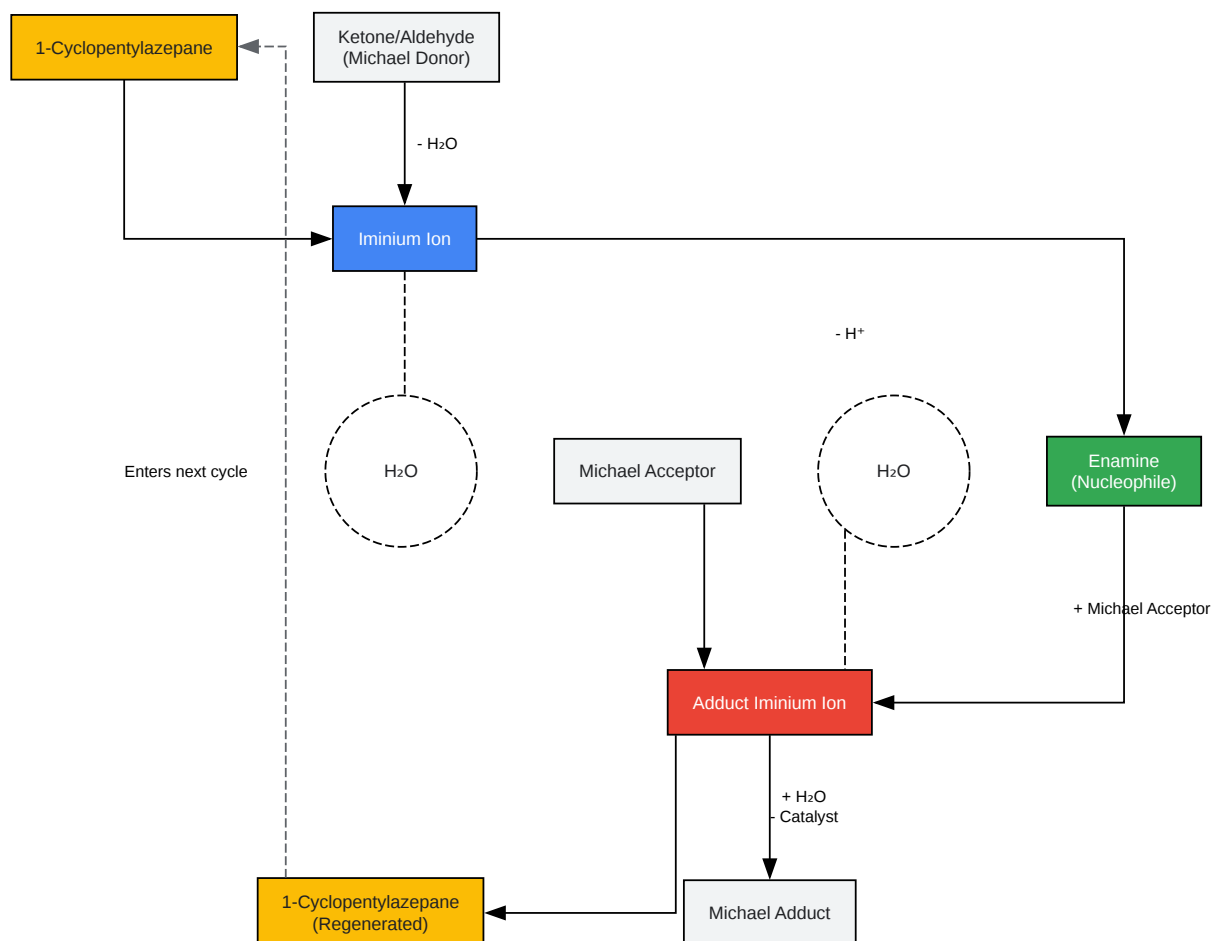 1-Cyclopentylazepane
Ketone/Aldehyde
(Michael Donor)
- H₂O
Iminium Ion
- H⁺
Enters next cycle
H₂O
Michael Acceptor
H₂O
Enamine
(Nucleophile)
+ Michael Acceptor
Adduct Iminium Ion
+ H₂O
- Catalyst
1-Cyclopentylazepane
(Regenerated)
Michael Adduct